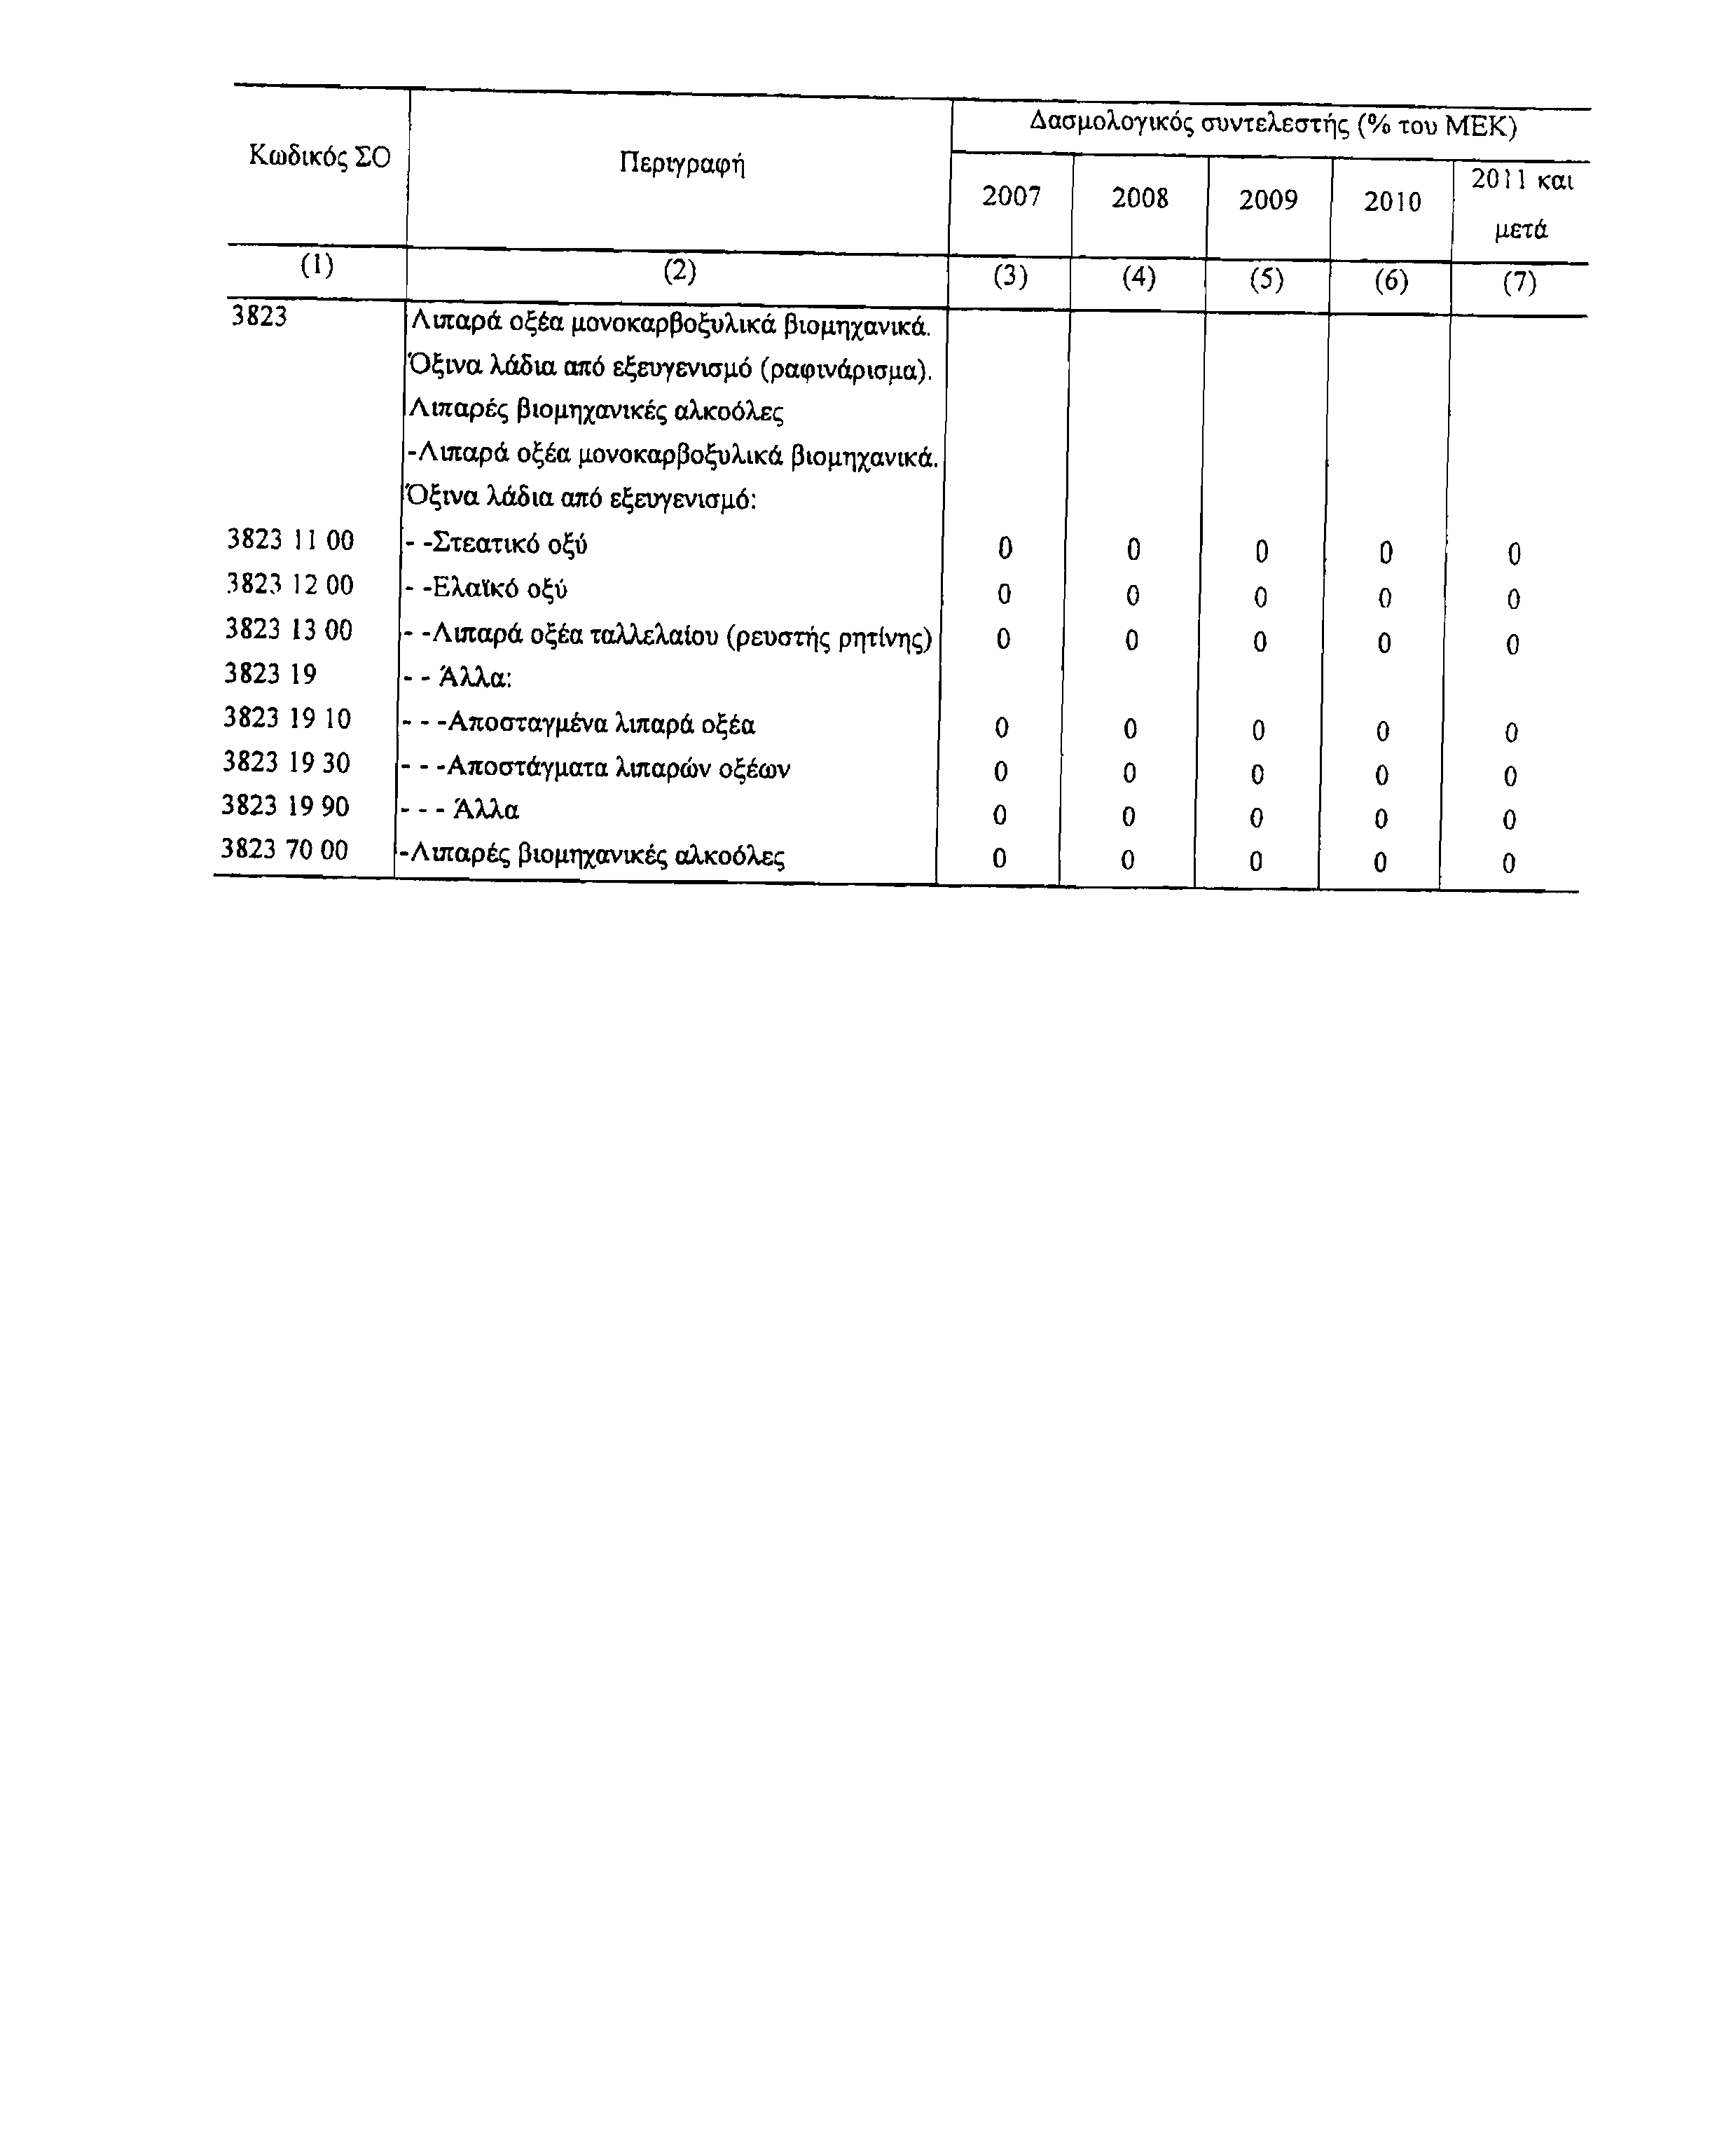 Δασμολογικός συντελεστής (% του ΜΕΚ)
Κωδικός ΣΟ Περιγραφή
2007 2008 2009 2010 2011 και
μετά
(1) (2) (3) (4) (5) (6) (7)
3823 Λιπαρά οξέα μονοκαρβοξυλικά βιομηχανικά.
Όξινα λάδια από εξευγενισμό (ραφινάρισμα).
Λιπαρές βιομηχανικές αλκοόλες
-Λιπαρά οξέα μονοκαρβοξυλικά βιομηχανικά.
Όξινα λάδια από εξευγενισμό:
3823 11 00 - -Στεατικό οξύ 0 0 0 0 0
3823 12 00 - -Ελαϊκό οξύ 0 0 0 0 0
3823 13 00 - -Λιπαρά οξέα ταλλελαίου (ρευστής ρητίνης) 0 0 0 0 0
3823 19 - - Άλλα:
3823 19 10 - - -Αποσταγμένα λιπαρά οξέα 0 0 0 0 0
3823 19 30 - - -Αποστάγματα λιπαρών οξέων 0 0 0 0 0
3823 19 90 - - - Άλλα 0 0 0 0 0
3823 70 00 -Λιπαρές βιομηχανικές αλκοόλες 0 0 0 0 0